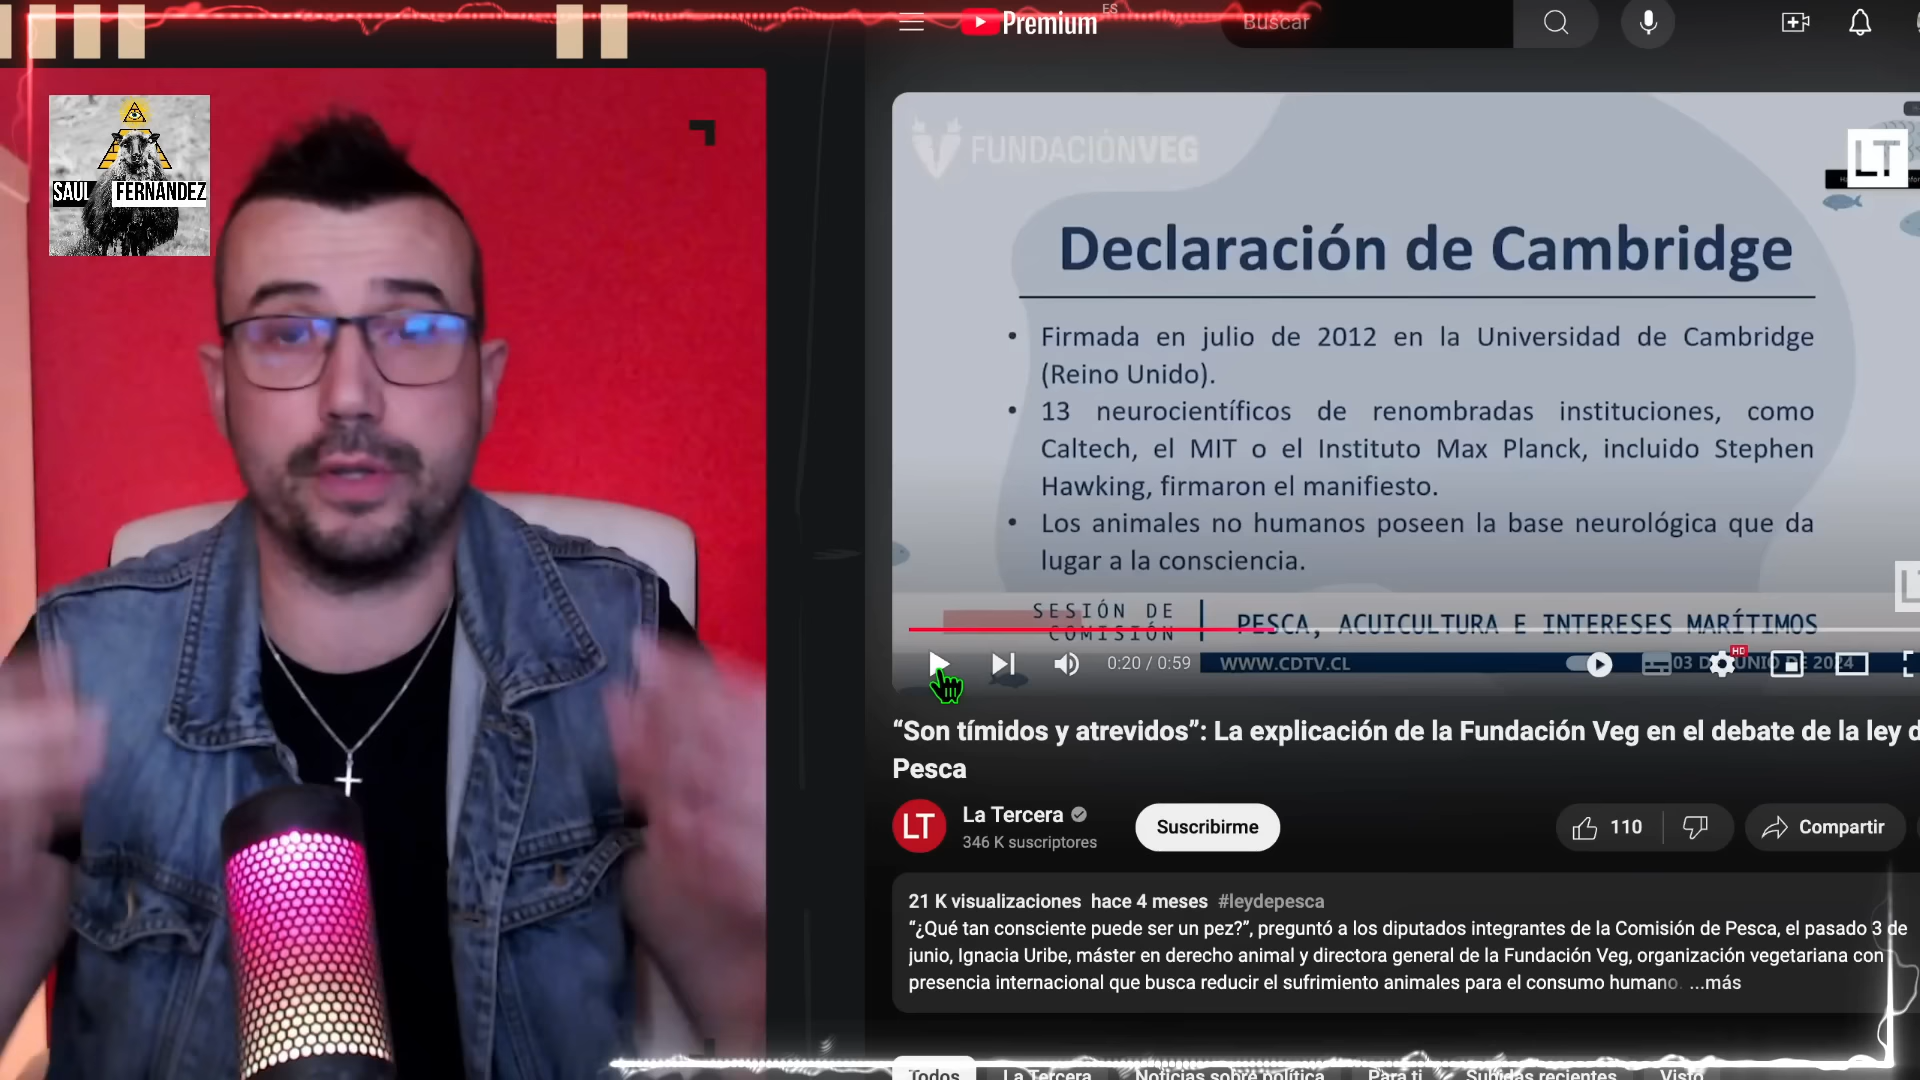 SAUL FERNANDEZ
ES
Premium
Buscar
FUNDACIÓNVEG
LT
Declaración de Cambridge
• Firmada en julio de 2012 en la Universidad de Cambridge
(Reino Unido).
• 13 neurocientíficos de renombradas instituciones, como
Caltech, el MIT o el Instituto Max Planck, incluido Stephen
Hawking, firmaron el manifiesto.
• Los animales no humanos poseen la base neurológica que da
lugar a la consciencia.
SESIÓN DE
COMISIÓN
PESCA, ACUICULTURA E INTERESES MARÍTIMOS
0:20 / 0:59
WWW.CDTV.CL
HD
03 DE JUNIO DE 2024
“Son tímidos y atrevidos”: La explicación de la Fundación Veg en el debate de la ley d
Pesca
LT
La Tercera
346 K suscriptores
Suscribirme
110
Compartir
21 K visualizaciones hace 4 meses #leydepesca
“¿Qué tan consciente puede ser un pez?”, preguntó a los diputados integrantes de la Comisión de Pesca, el pasado 3 de
junio, Ignacia Uribe, máster en derecho animal y directora general de la Fundación Veg, organización vegetariana con
presencia internacional que busca reducir el sufrimiento animales para el consumo humano. ...más
Todos
La Tercera
Noticias sobre política
Para ti
Subidas recientes
Visto